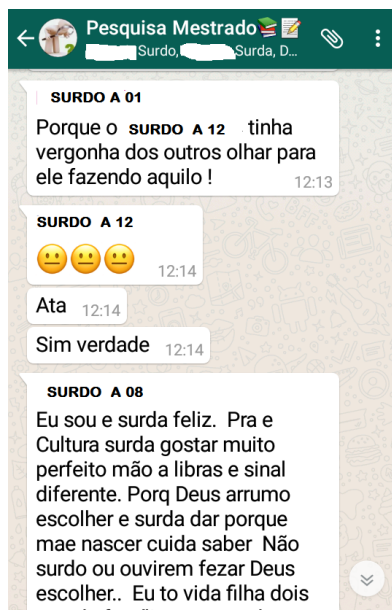 Pesquisa Mestrado📚📝
Surdo, Surda, D...
SURDO A 01
Porque o SURDO A 12 tinha
vergonha dos outros olhar para
ele fazendo aquilo !
12:13
SURDO A 12
😐😐😐
12:14
Ata 12:14
Sim verdade 12:14
SURDO A 08
Eu sou e surda feliz. Pra e
Cultura surda gostar muito
perfeito mão a libras e sinal
diferente. Porq Deus arrumo
escolher e surda dar porque
mae nascer cuida saber Não
surdo ou ouvirem fezar Deus
escolher.. Eu to vida filha dois